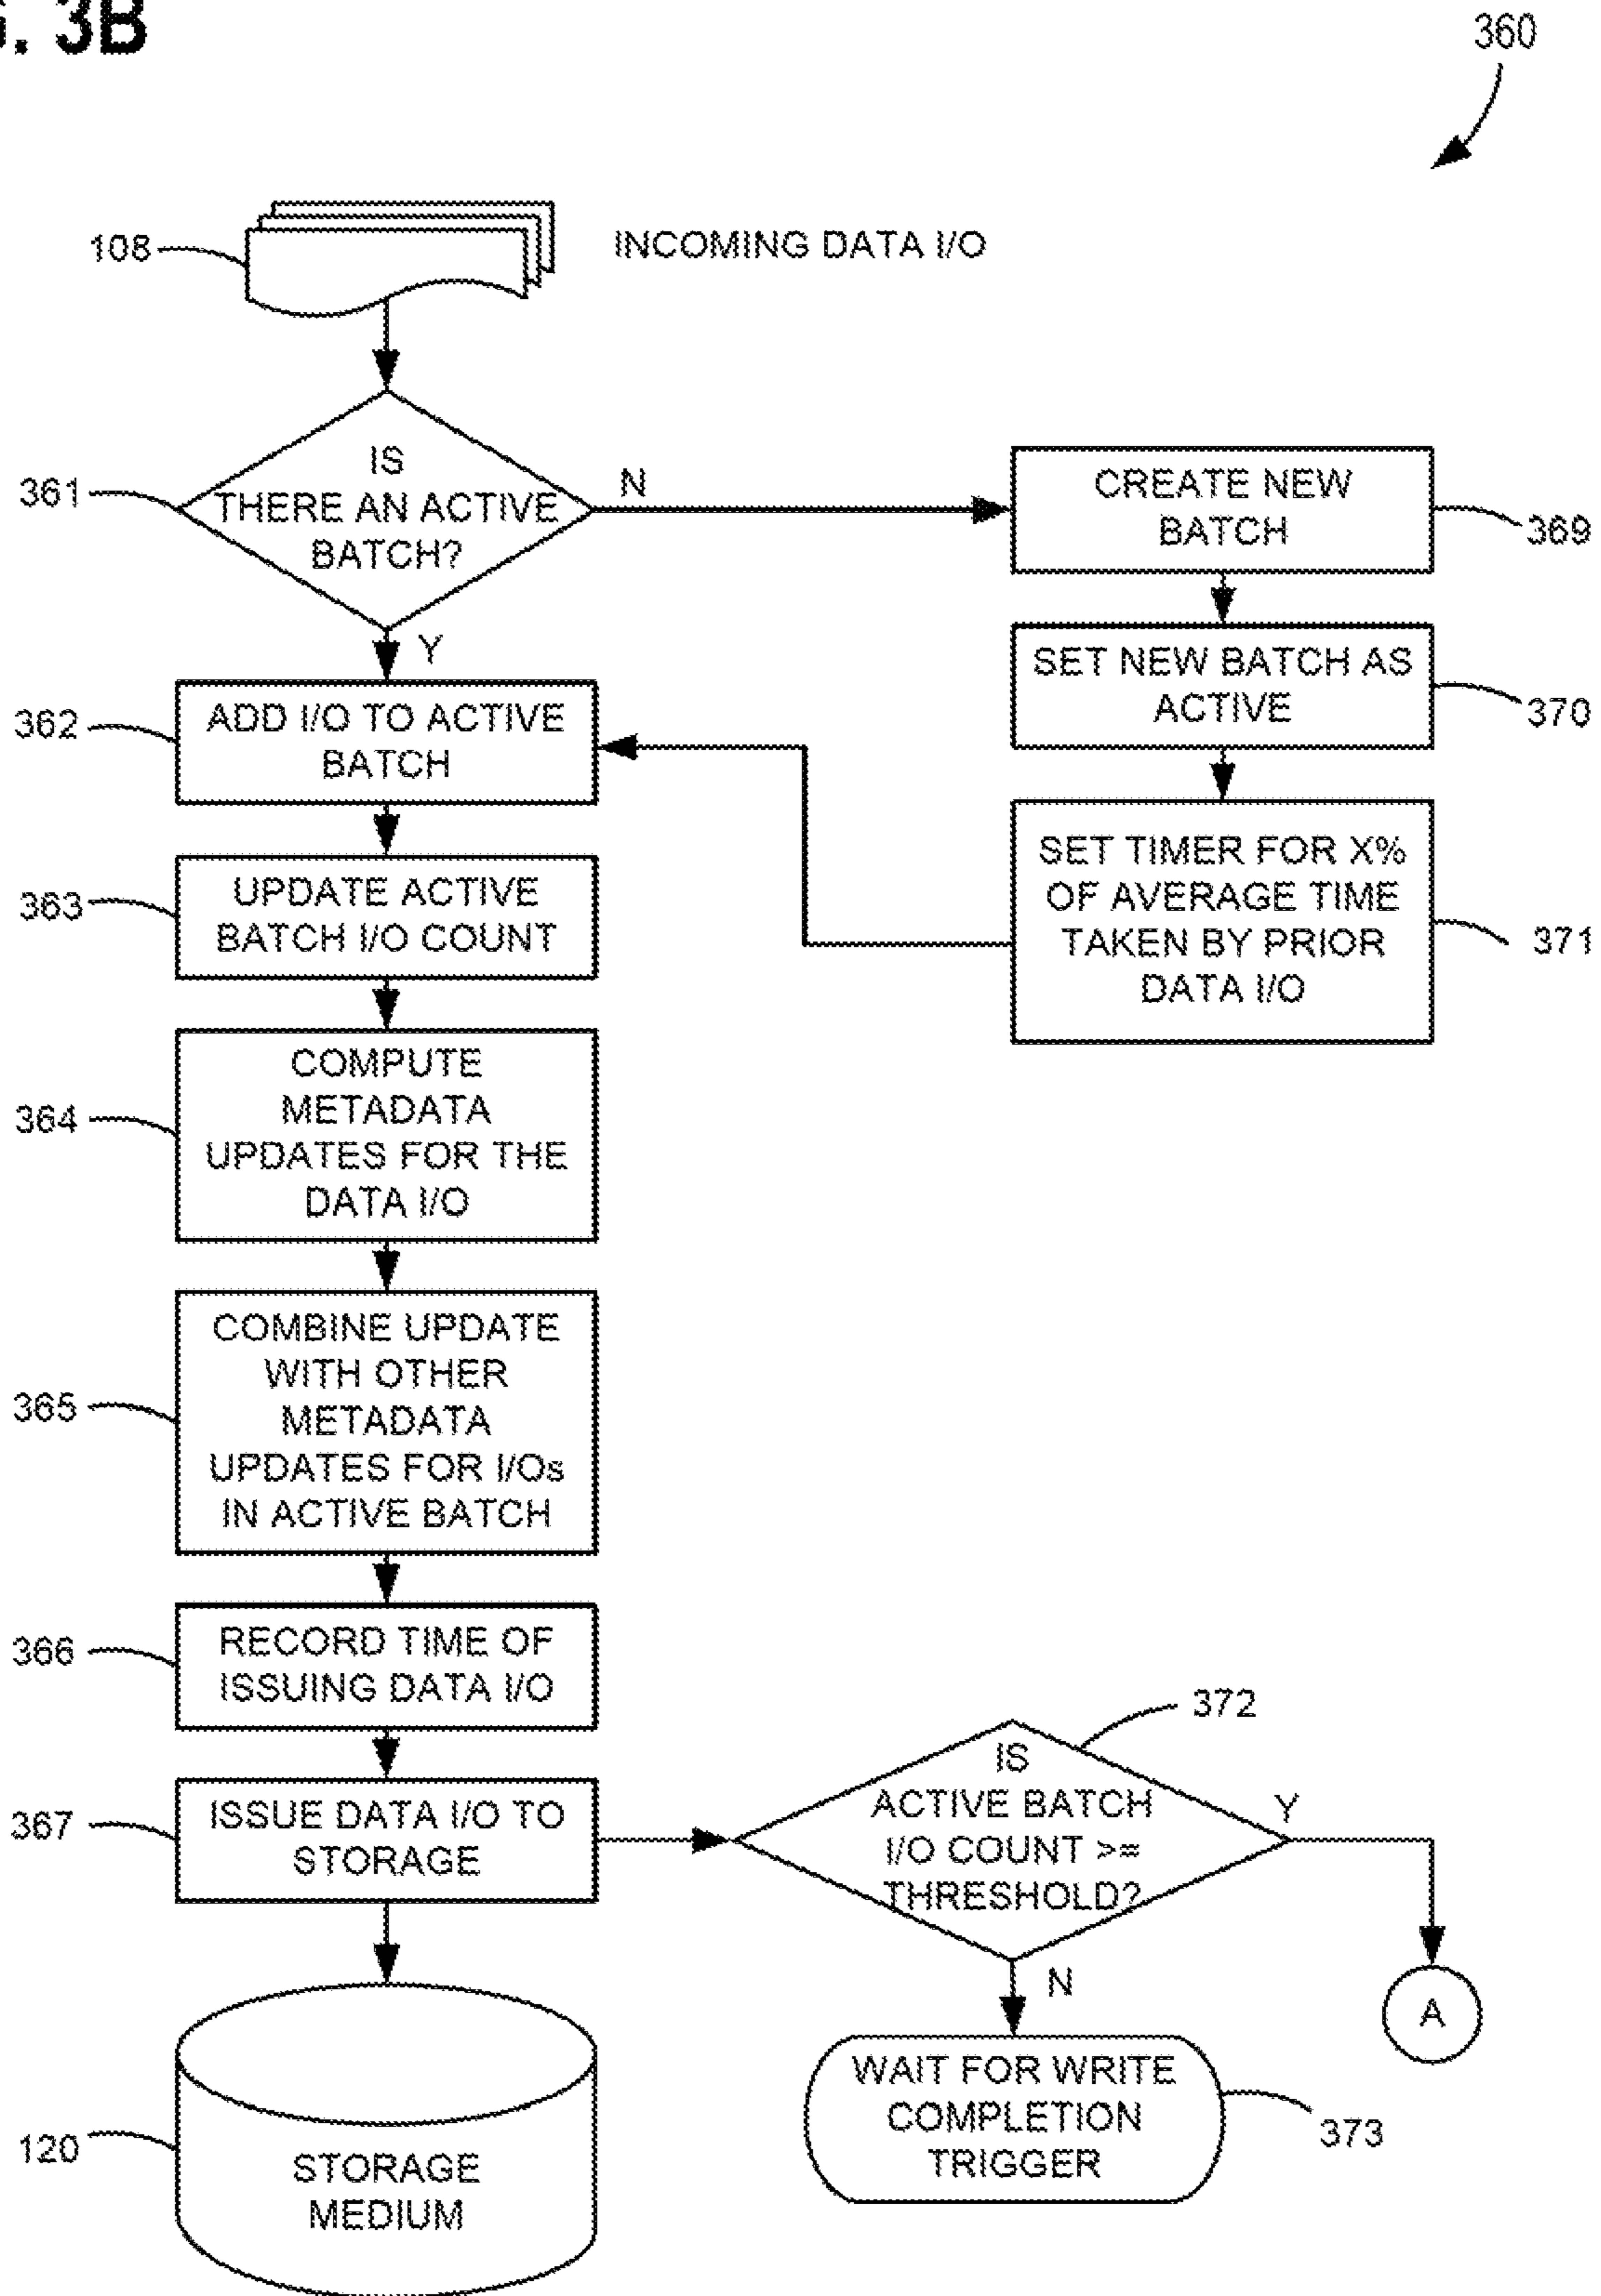 . 3B
360
108
INCOMING DATA I/O
IS
THERE AN ACTIVE
BATCH?
361
N
Y
CREATE NEW
BATCH
369
SET NEW BATCH AS
ACTIVE
370
SET TIMER FOR X%
OF AVERAGE TIME
TAKEN BY PRIOR
DATA I/O
371
362
ADD I/O TO ACTIVE
BATCH
363
UPDATE ACTIVE
BATCH I/O COUNT
364
COMPUTE
METADATA
UPDATES FOR THE
DATA I/O
365
COMBINE UPDATE
WITH OTHER
METADATA
UPDATES FOR I/Os
IN ACTIVE BATCH
366
RECORD TIME OF
ISSUING DATA I/O
367
ISSUE DATA I/O TO
STORAGE
372
IS
ACTIVE BATCH
I/O COUNT >=
THRESHOLD?
Y
A
N
WAIT FOR WRITE
COMPLETION
TRIGGER
373
120
STORAGE
MEDIUM